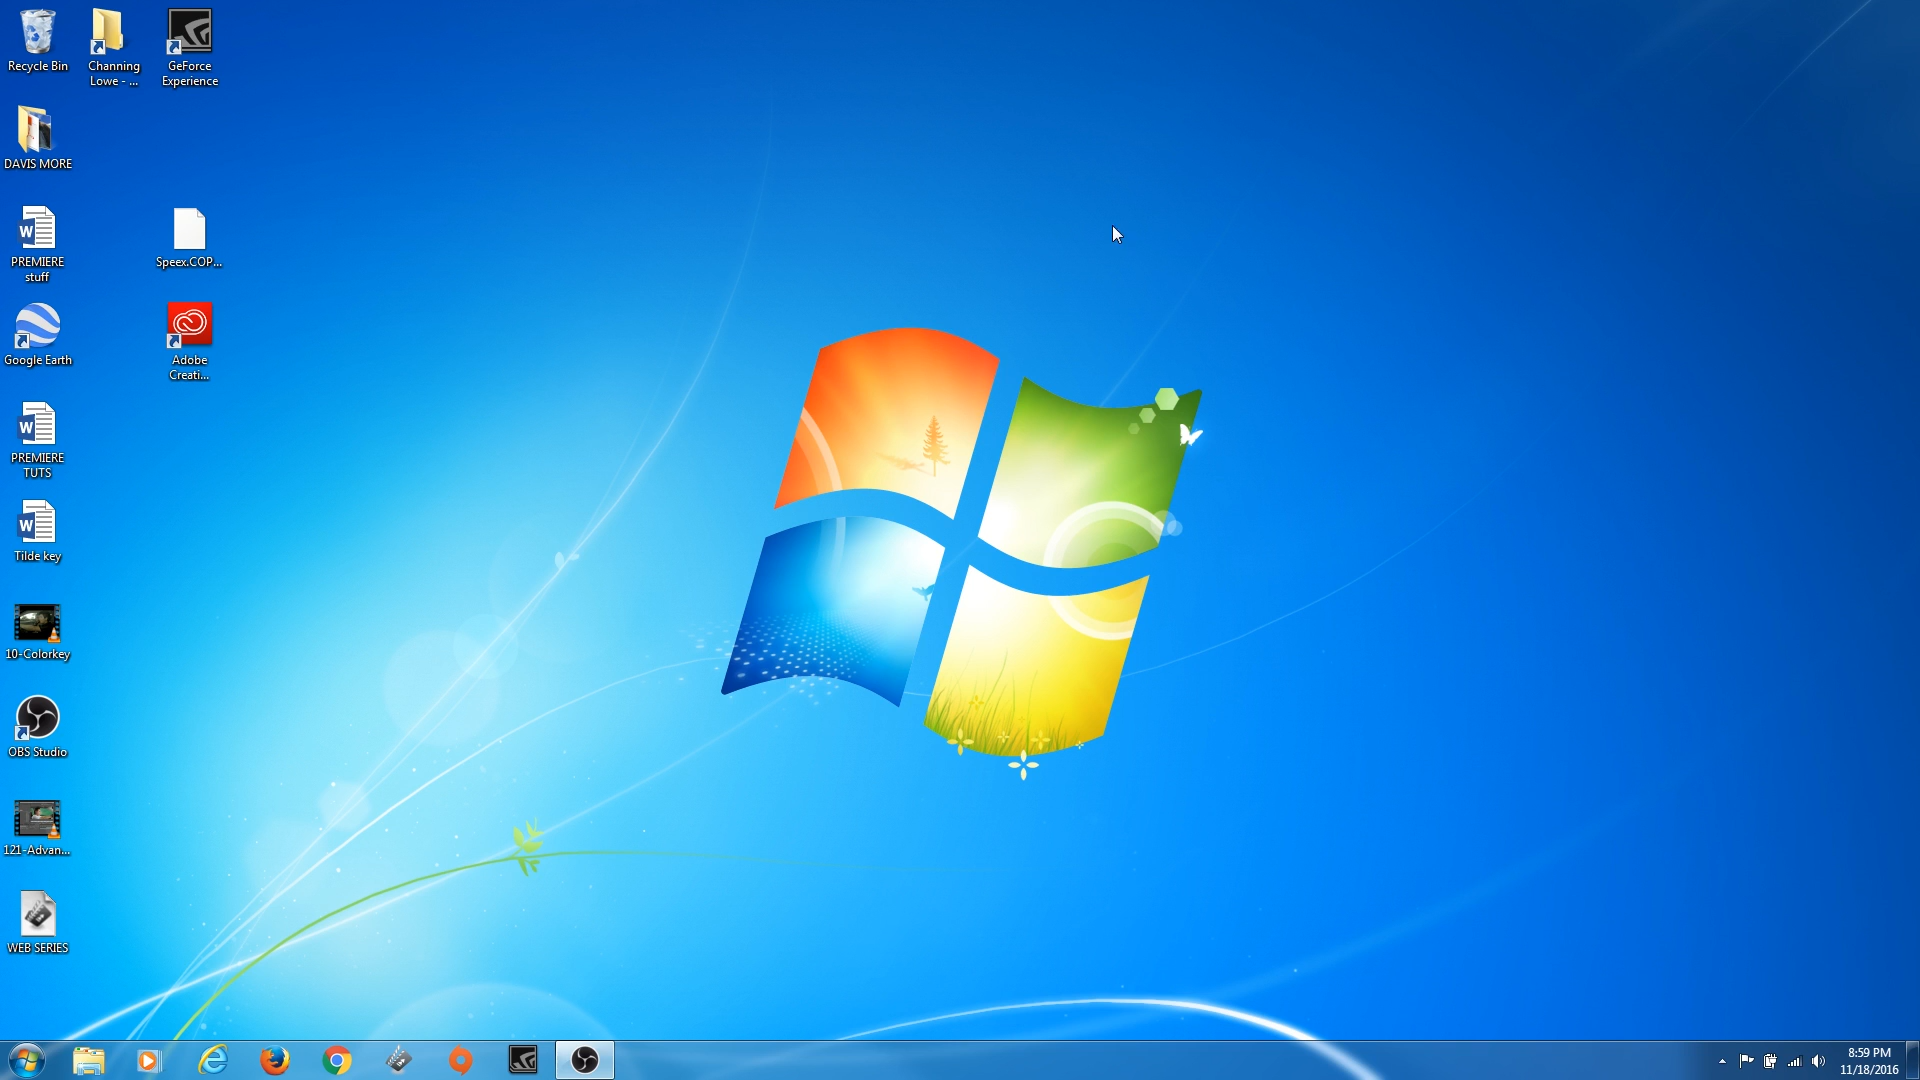 Recycle Bin
Channing
Lowe - ...
GeForce
Experience
DAVIS MORE
PREMIERE
stuff
Speex.COP...
Google Earth
Adobe
Creati...
PREMIERE
TUTS
Tilde key
10-Colorkey
OBS Studio
121-Advan...
WEB SERIES
8:59 PM
11/18/2016